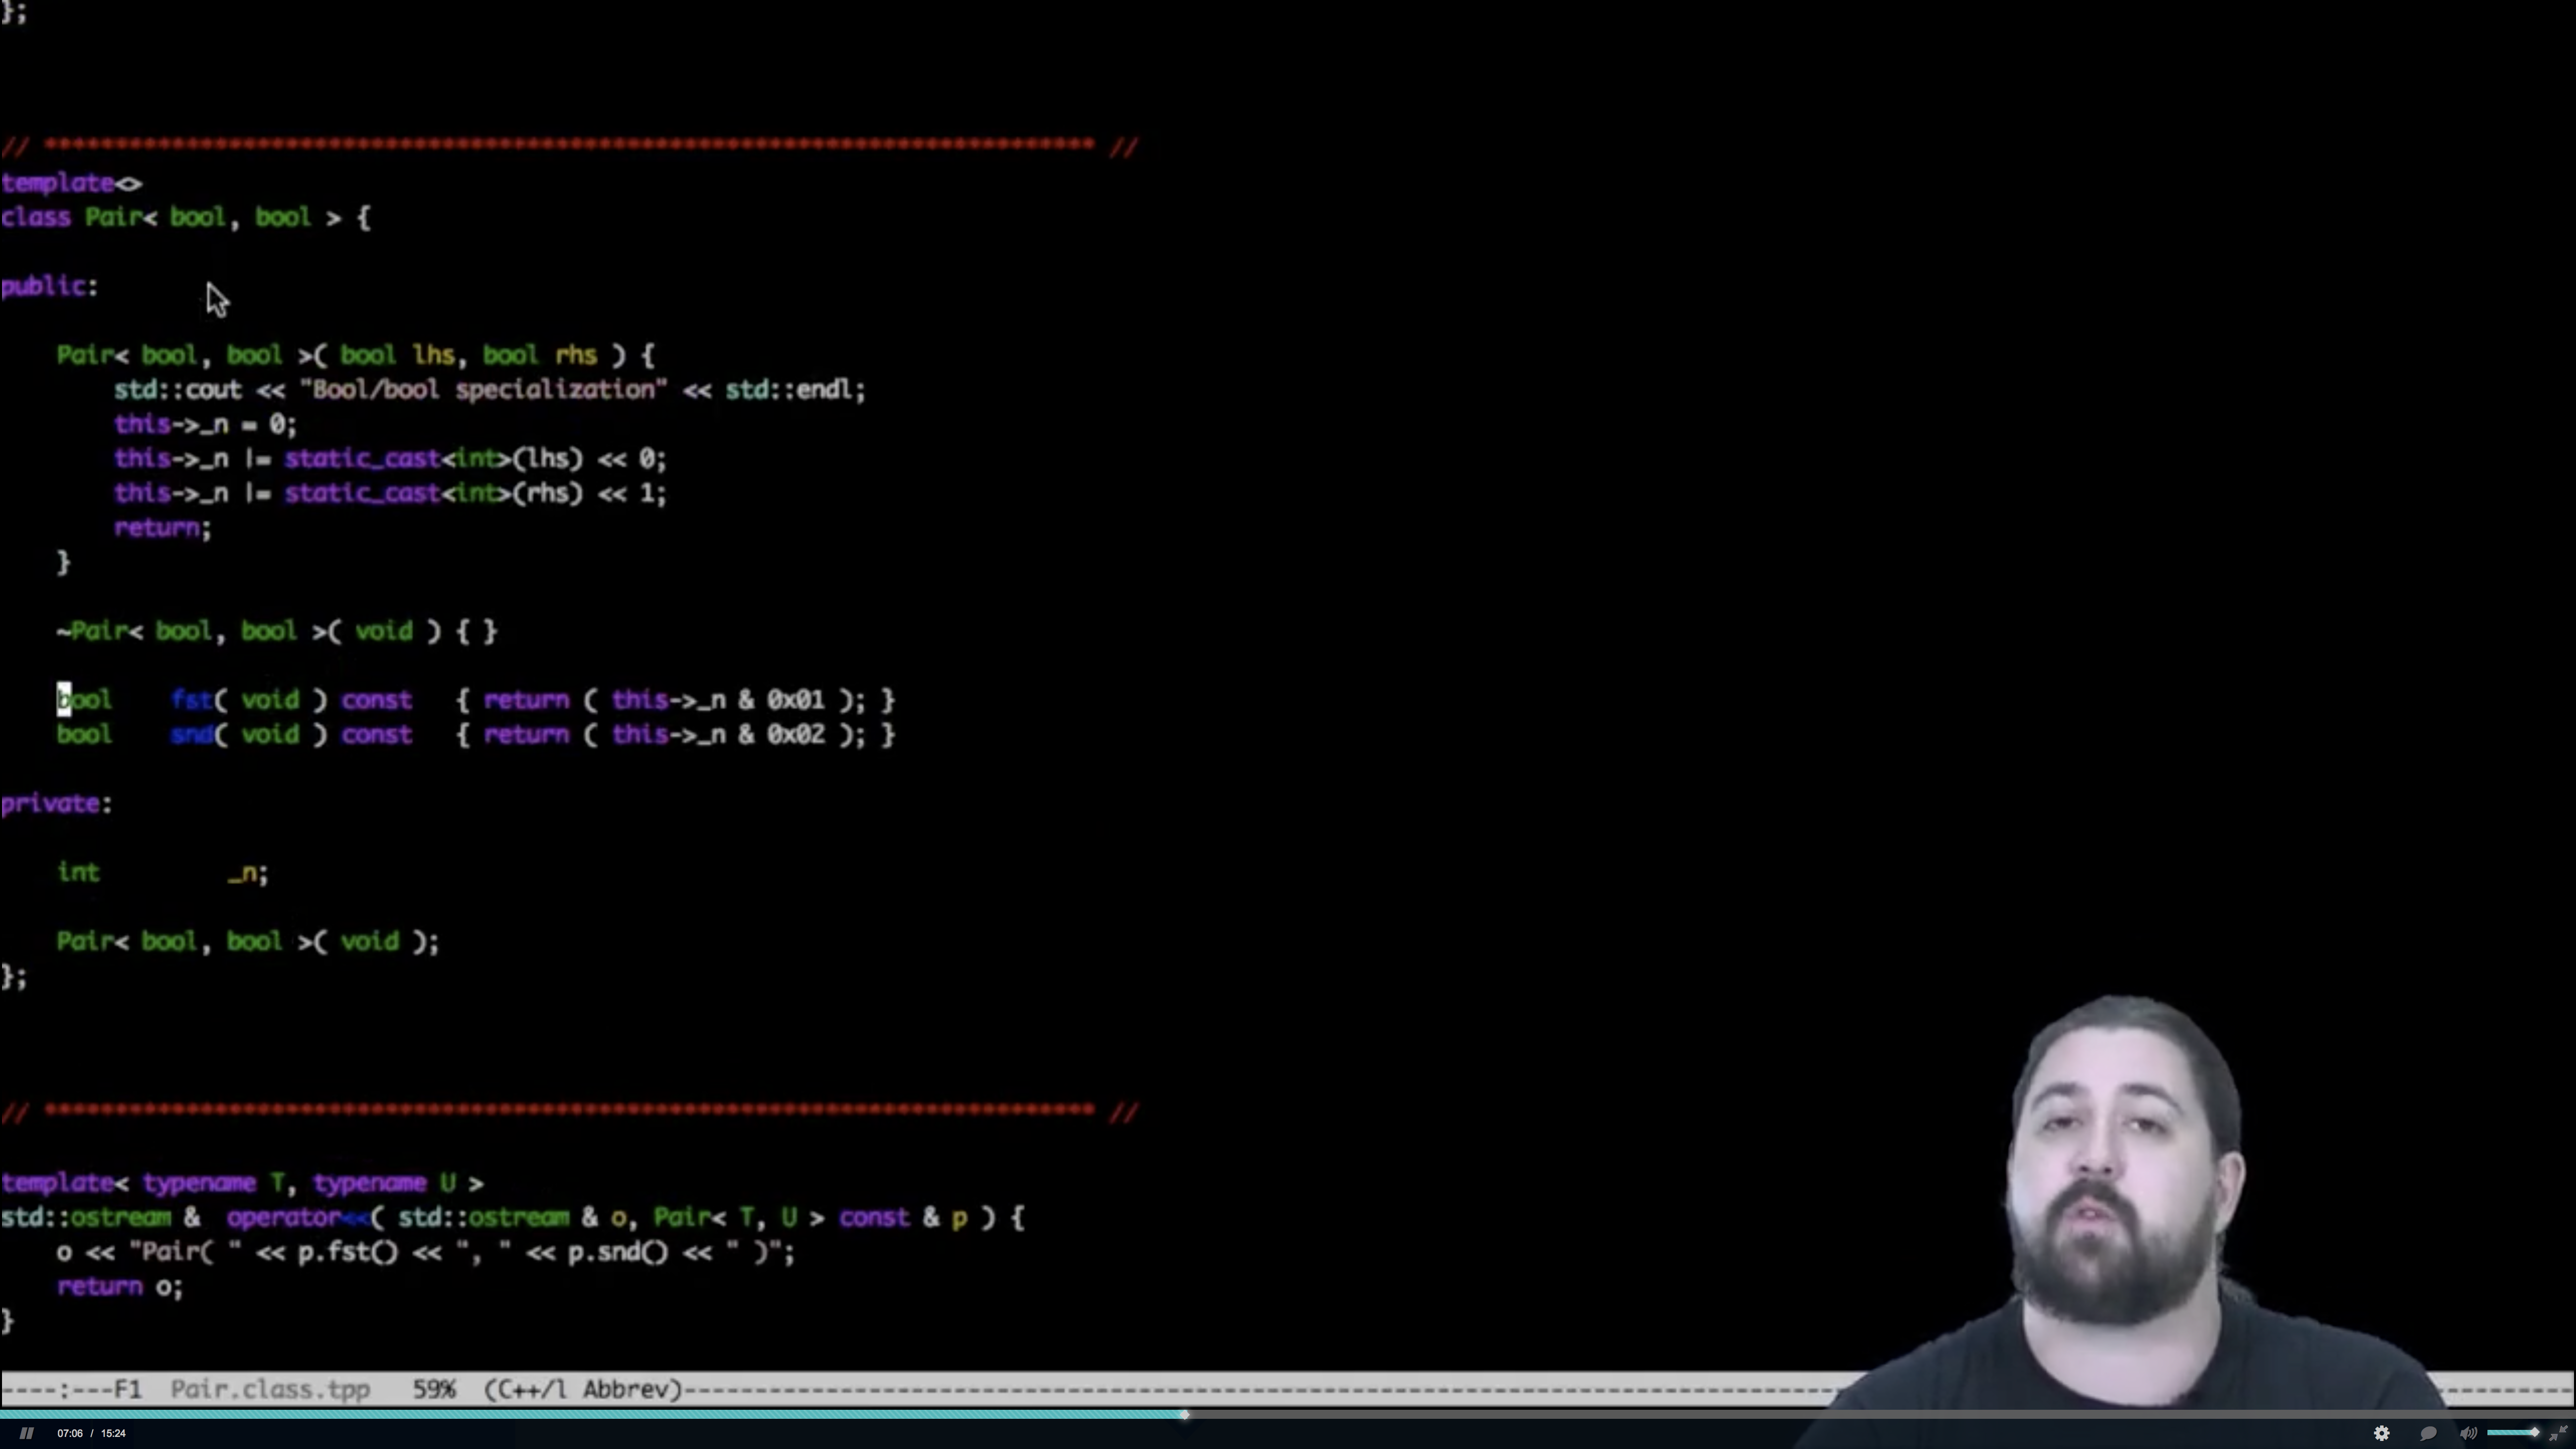 };
// ************************************************************************** //
template<>
class Pair< bool, bool > {
public:
Pair< bool, bool >( bool lhs, bool rhs ) {
std::cout << "Bool/bool specialization" << std::endl;
this->_n = 0;
this->_n |= static_cast<int>(lhs) << 0;
this->_n |= static_cast<int>(rhs) << 1;
return;
}
~Pair< bool, bool >( void ) { }
bool fst( void ) const { return ( this->_n & 0x01 ); }
bool snd( void ) const { return ( this->_n & 0x02 ); }
private:
int _n;
Pair< bool, bool >( void );
};
// ************************************************************************** //
template< typename T, typename U >
std::ostream & operator<<( std::ostream & o, Pair< T, U > const & p ) {
o << "Pair( " << p.fst() << ", " << p.snd() << " )";
return o;
}
----:---F1 Pair.class.tpp 59% (C++/l Abbrev)----------
07:06 / 15:24